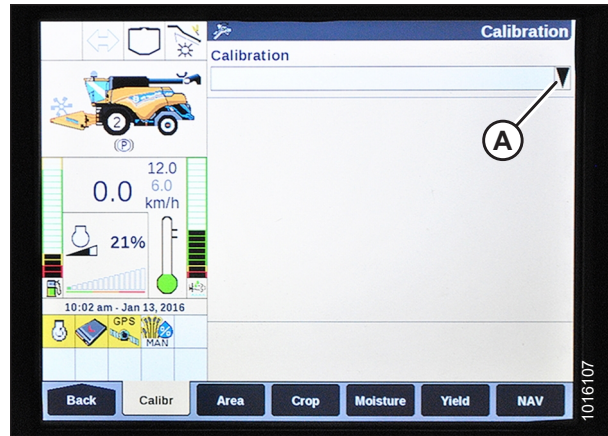 Calibration
Calibration
A
2
(P)
12.0
0.0
6.0
km/h
F
21%
10:02 am - Jan 13, 2016
GPS
%
MAN
Back
Calibr
Area
Crop
Moisture
Yield
NAV
1016107